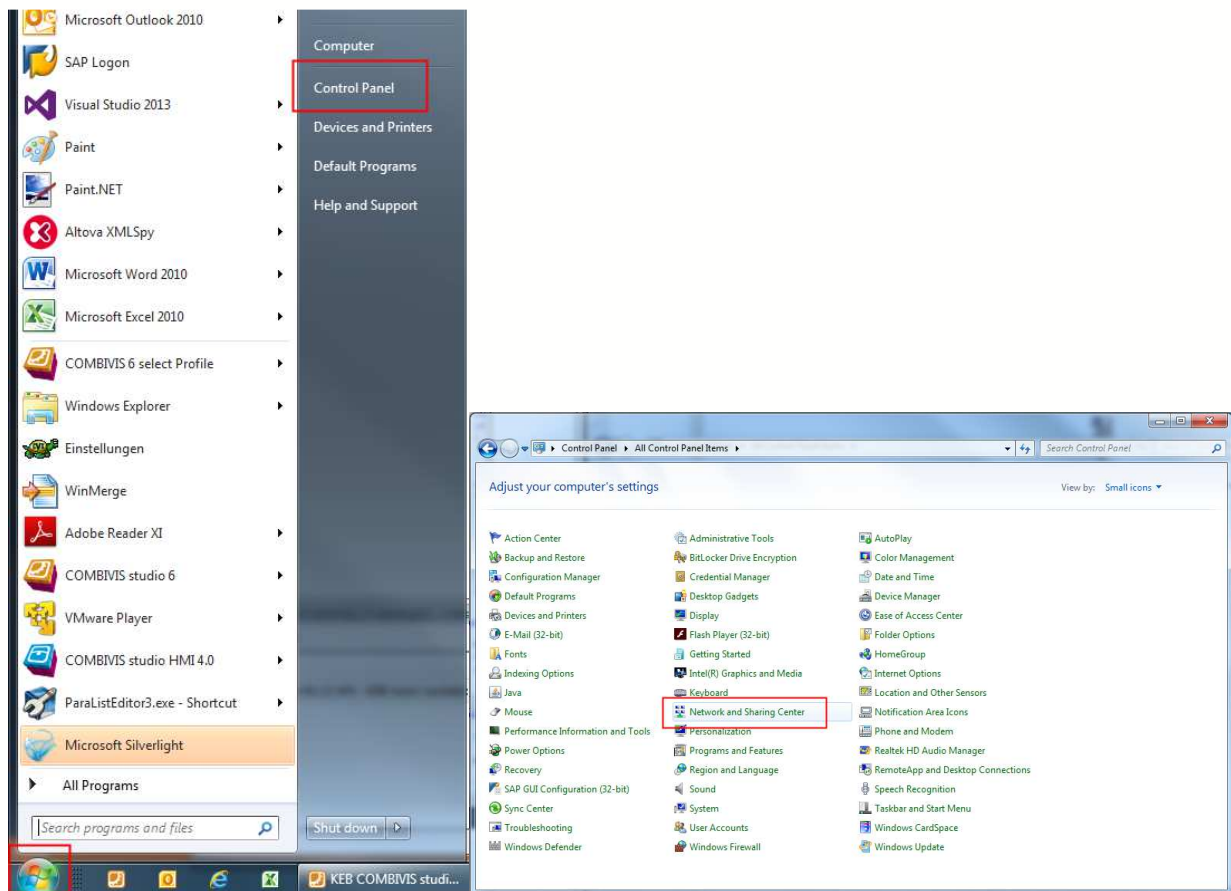 Microsoft Outlook 2010
SAP Logon
Visual Studio 2013
Paint
Paint.NET
Altova XMLSpy
Microsoft Word 2010
Microsoft Excel 2010
COMBIVIS 6 select Profile
Windows Explorer
Einstellungen
WinMerge
Adobe Reader XI
COMBIVIS studio 6
VMware Player
COMBIVIS studio HMI 4.0
ParaListEditor3.exe - Shortcut
Microsoft Silverlight
All Programs
Search programs and files
Computer
Control Panel
Devices and Printers
Default Programs
Help and Support
Shut down
KEB COMBIVIS studi...
Control Panel
All Control Panel Items
Search Control Panel
Adjust your computer's settings
View by: Small icons
Action Center
Administrative Tools
AutoPlay
Backup and Restore
BitLocker Drive Encryption
Color Management
Configuration Manager
Credential Manager
Date and Time
Default Programs
Desktop Gadgets
Device Manager
Devices and Printers
Display
Ease of Access Center
E-Mail (32-bit)
Flash Player (32-bit)
Folder Options
Fonts
Getting Started
HomeGroup
Indexing Options
Intel(R) Graphics and Media
Internet Options
Java
Keyboard
Location and Other Sensors
Mouse
Network and Sharing Center
Notification Area Icons
Performance Information and Tools
Personalization
Phone and Modem
Power Options
Programs and Features
Realtek HD Audio Manager
Recovery
Region and Language
RemoteApp and Desktop Connections
SAP GUI Configuration (32-bit)
Sound
Speech Recognition
Sync Center
System
Taskbar and Start Menu
Troubleshooting
User Accounts
Windows CardSpace
Windows Defender
Windows Firewall
Windows Update